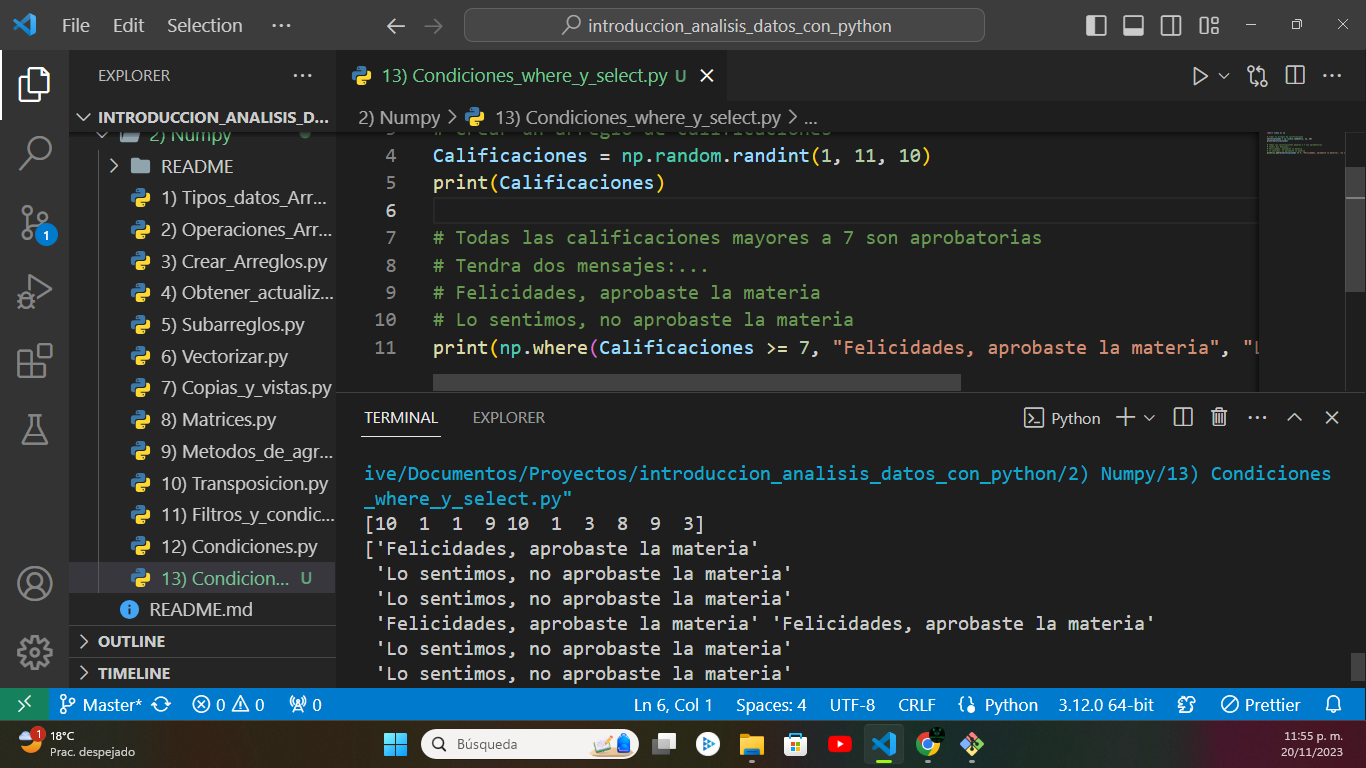 File Edit Selection ··· introduccion_analisis_datos_con_python
EXPLORER ···
INTRODUCCION_ANALISIS_D...
2) Numpy
README
1) Tipos_datos_Arr...
2) Operaciones_Arr...
3) Crear_Arreglos.py
4) Obtener_actualiz...
5) Subarreglos.py
6) Vectorizar.py
7) Copias_y_vistas.py
8) Matrices.py
9) Metodos_de_agr...
10) Transposicion.py
11) Filtros_y_condic...
12) Condiciones.py
13) Condicion... U
README.md
OUTLINE
TIMELINE
1
13) Condiciones_where_y_select.py U
2) Numpy > 13) Condiciones_where_y_select.py > ...
3 # Crear un arreglo de calificaciones
4 Calificaciones = np.random.randint(1, 11, 10)
5 print(Calificaciones)
6
7 # Todas las calificaciones mayores a 7 son aprobatorias
8 # Tendra dos mensajes:...
9 # Felicidades, aprobaste la materia
10 # Lo sentimos, no aprobaste la materia
11 print(np.where(Calificaciones >= 7, "Felicidades, aprobaste la materia", "L
TERMINAL EXPLORER Python
ive/Documentos/Proyectos/introduccion_analisis_datos_con_python/2) Numpy/13) Condiciones
_where_y_select.py"
[10  1  1  9 10  1  3  8  9  3]
['Felicidades, aprobaste la materia'
'Lo sentimos, no aprobaste la materia'
'Lo sentimos, no aprobaste la materia'
'Felicidades, aprobaste la materia' 'Felicidades, aprobaste la materia'
'Lo sentimos, no aprobaste la materia'
'Lo sentimos, no aprobaste la materia'
Master* 0 0 0 Ln 6, Col 1 Spaces: 4 UTF-8 CRLF Python 3.12.0 64-bit Prettier
1 18°C
Prac. despejado
Búsqueda
11:55 p. m.
20/11/2023